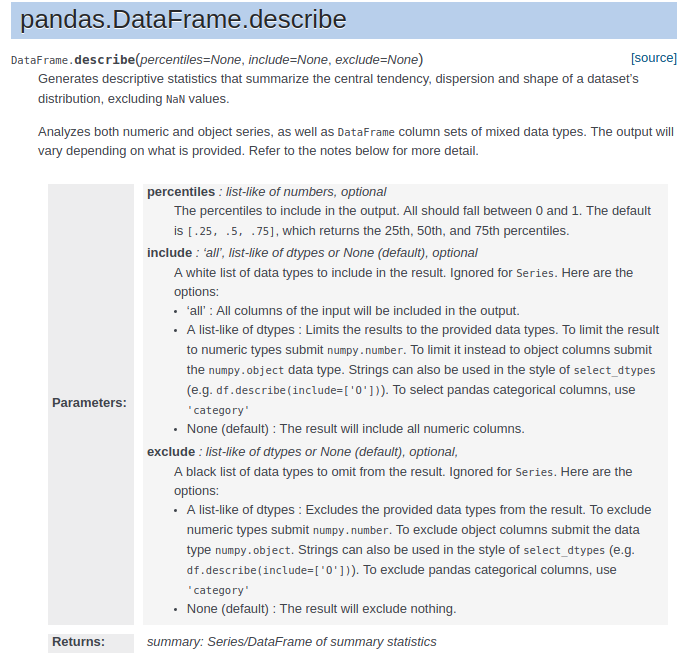 pandas.DataFrame.describe
DataFrame.describe(percentiles=None, include=None, exclude=None) [source]
Generates descriptive statistics that summarize the central tendency, dispersion and shape of a dataset's
distribution, excluding NaN values.
Analyzes both numeric and object series, as well as DataFrame column sets of mixed data types. The output will
vary depending on what is provided. Refer to the notes below for more detail.
Parameters:
percentiles : list-like of numbers, optional
The percentiles to include in the output. All should fall between 0 and 1. The default
is [.25, .5, .75], which returns the 25th, 50th, and 75th percentiles.
include : ‘all’, list-like of dtypes or None (default), optional
A white list of data types to include in the result. Ignored for Series. Here are the
options:
• ‘all’ : All columns of the input will be included in the output.
• A list-like of dtypes : Limits the results to the provided data types. To limit the result
to numeric types submit numpy.number. To limit it instead to object columns submit
the numpy.object data type. Strings can also be used in the style of select_dtypes
(e.g. df.describe(include=['O'])). To select pandas categorical columns, use
'category'
• None (default) : The result will include all numeric columns.
exclude : list-like of dtypes or None (default), optional,
A black list of data types to omit from the result. Ignored for Series. Here are the
options:
• A list-like of dtypes : Excludes the provided data types from the result. To exclude
numeric types submit numpy.number. To exclude object columns submit the data
type numpy.object. Strings can also be used in the style of select_dtypes (e.g.
df.describe(include=['O'])). To exclude pandas categorical columns, use
'category'
• None (default) : The result will exclude nothing.
Returns: summary: Series/DataFrame of summary statistics